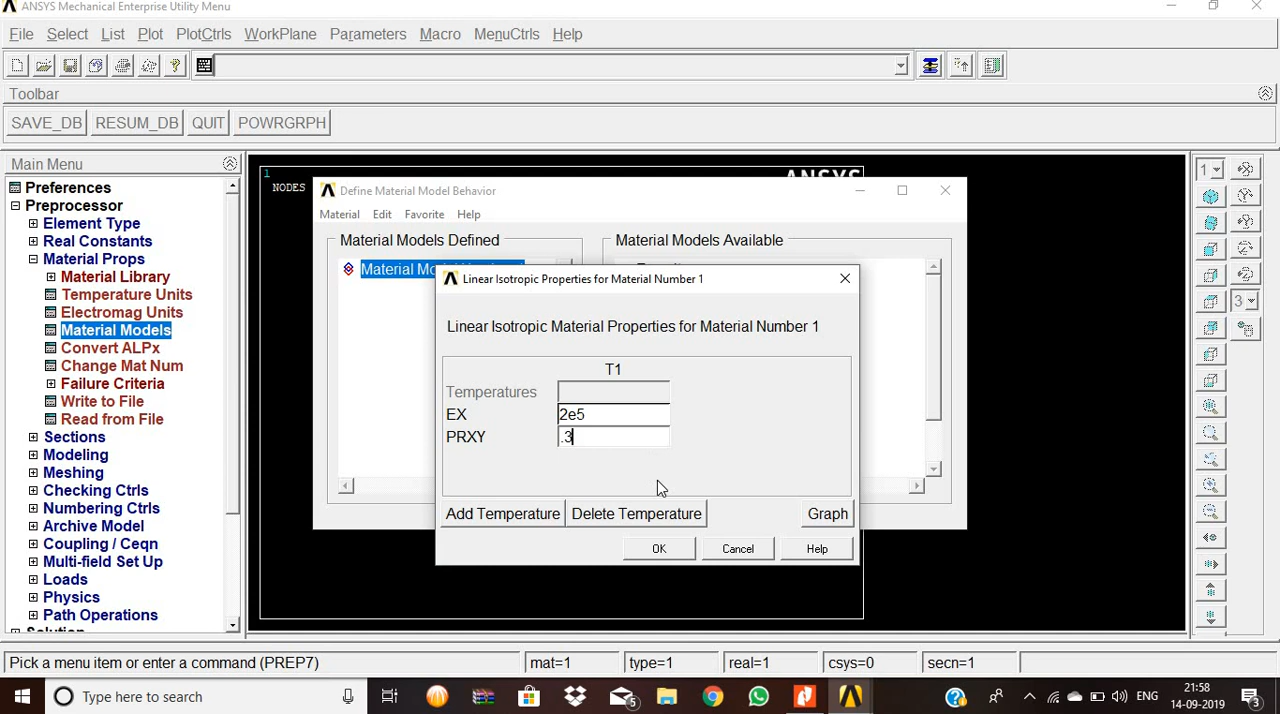 ANSYS Mechanical Enterprise Utility Menu
File Select List Plot PlotCtrls WorkPlane Parameters Macro MenuCtrls Help
Toolbar
SAVE_DB RESUM_DB QUIT POWRGRPH
Main Menu
Preferences
Preprocessor
Element Type
Real Constants
Material Props
Material Library
Temperature Units
Electromag Units
Material Models
Convert ALPx
Change Mat Num
Failure Criteria
Write to File
Read from File
Sections
Modeling
Meshing
Checking Ctrls
Numbering Ctrls
Archive Model
Coupling / Ceqn
Multi-field Set Up
Loads
Physics
Path Operations
1
NODES
ANSYS
Define Material Model Behavior
Material Edit Favorite Help
Material Models Defined
Material Models Available
Linear Isotropic Properties for Material Number 1
Linear Isotropic Material Properties for Material Number 1
T1
Temperatures
EX 2e5
PRXY .3
Add Temperature Delete Temperature Graph
OK Cancel Help
1
3
Pick a menu item or enter a command (PREP7) mat=1 type=1 real=1 csys=0 secn=1
Type here to search
5
ENG
21:58
14-09-2019
3